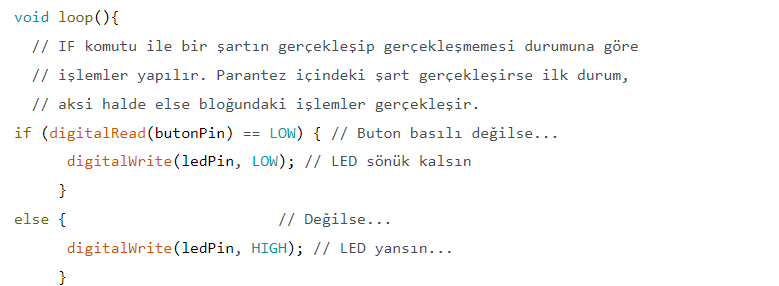 void loop(){
// IF komutu ile bir şartın gerçekleşip gerçekleşmemesi durumuna göre
// işlemler yapılır. Parantez içindeki şart gerçekleşirse ilk durum,
// aksi halde else bloğundaki işlemler gerçekleşir.
if (digitalRead(butonPin) == LOW) { // Buton basılı değilse...
digitalWrite(ledPin, LOW); // LED sönük kalsın
}
else { // Değilse...
digitalWrite(ledPin, HIGH); // LED yansın...
}